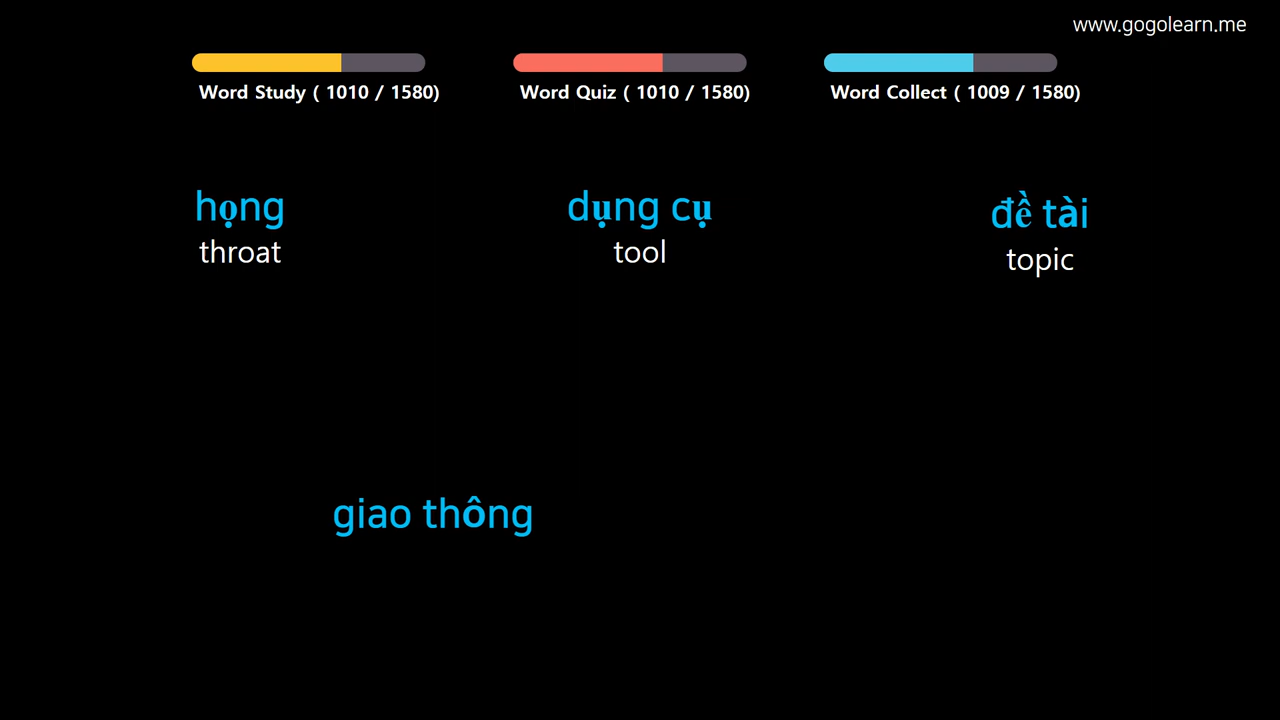 www.gogolearn.me
Word Study ( 1010 / 1580)
Word Quiz ( 1010 / 1580)
Word Collect ( 1009 / 1580)
họng
throat
dụng cụ
tool
đề tài
topic
giao thông